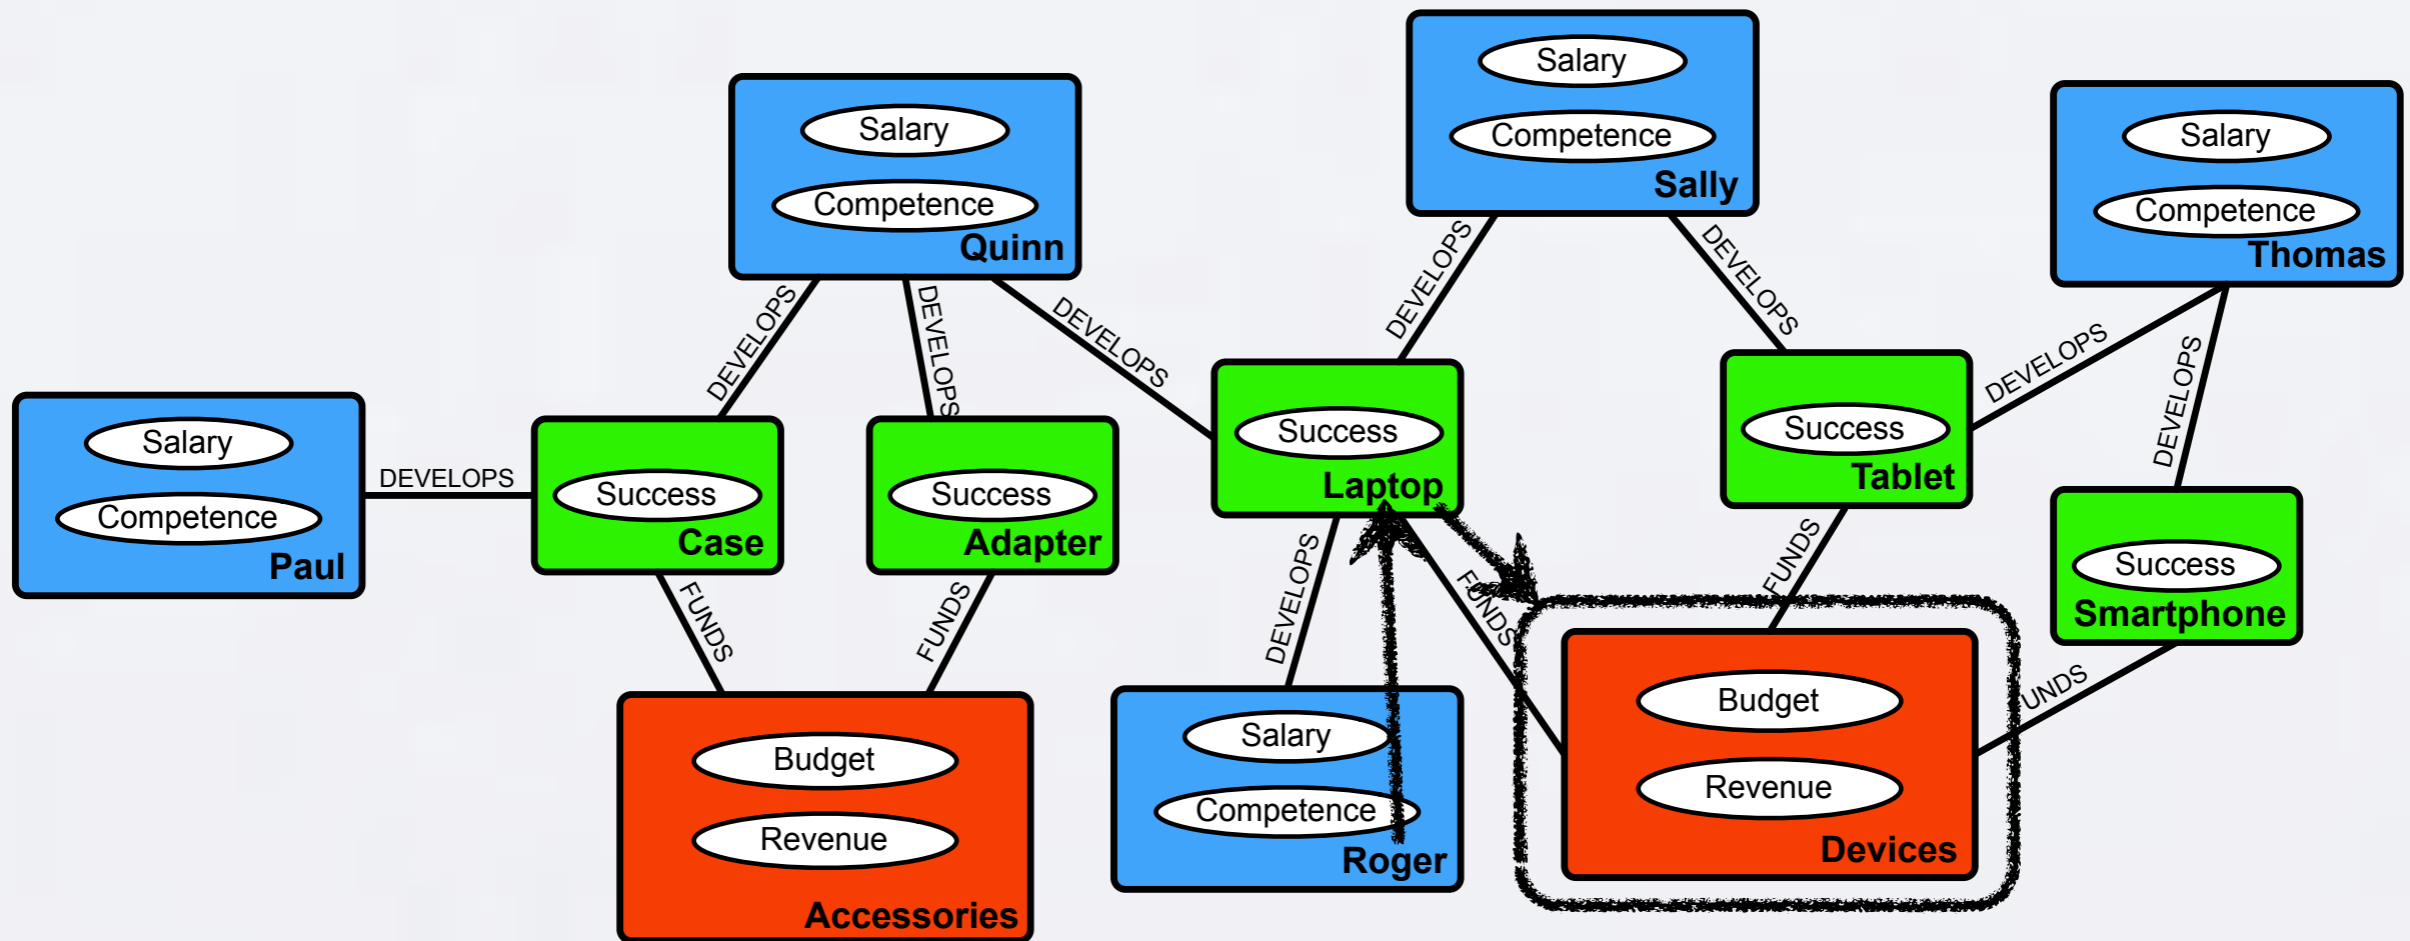 Salary
Competence
Sally
Salary
Competence
Quinn
Salary
Competence
Thomas
DEVELOPS
DEVELOPS
DEVELOPS
DEVELOPS
DEVELOPS
DEVELOPS
DEVELOPS
Salary
Competence
Paul
DEVELOPS
Success
Case
Success
Adapter
Success
Laptop
Success
Tablet
Success
Smartphone
FUNDS
FUNDS
DEVELOPS
FUNDS
FUNDS
UNDS
Budget
Revenue
Accessories
Salary
Competence
Roger
Budget
Revenue
Devices